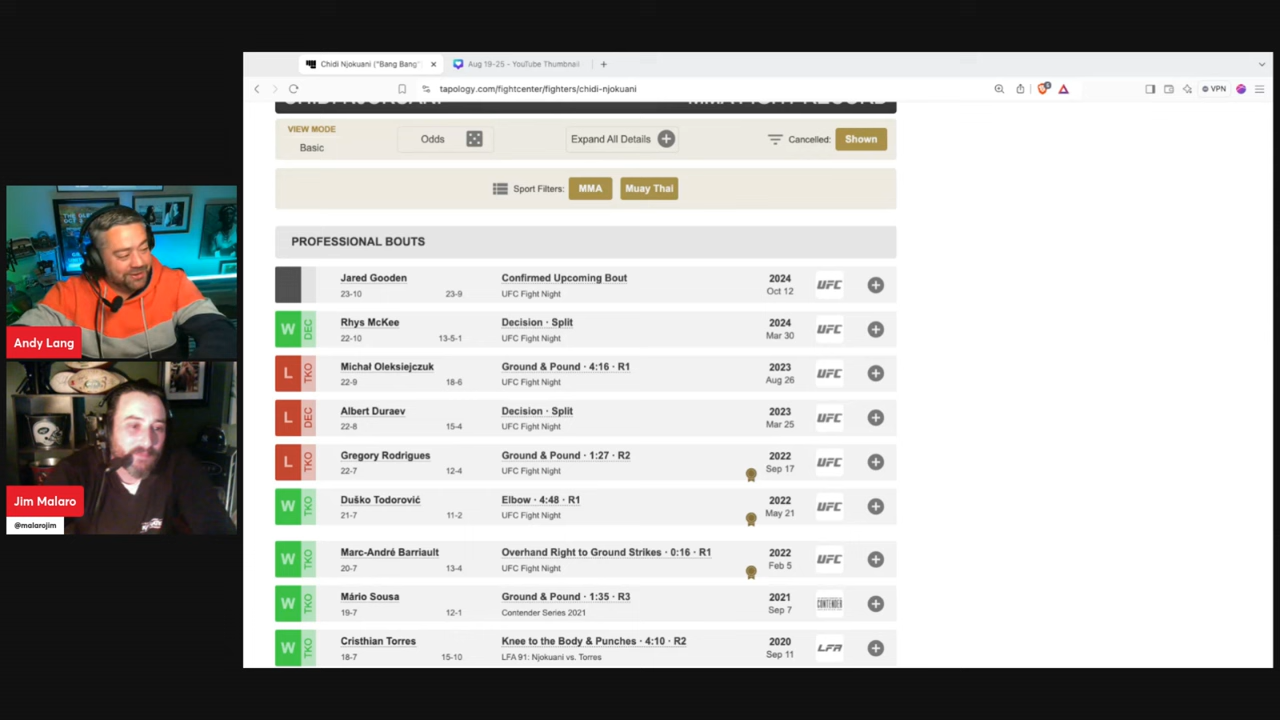 Chidi Njokuani ("Bang Bang"
Aug 19-25 - YouTube Thumbnail
tapology.com/fightcenter/fighters/chidi-njokuani
VPN
CHIDI NJOKUANI
MMA FIGHT RECORD
VIEW MODE
Basic
Odds
Expand All Details
Cancelled:
Shown
Sport Filters:
MMA
Muay Thai
PROFESSIONAL BOUTS
Jared Gooden Confirmed Upcoming Bout 2024
23-10 23-9 UFC Fight Night Oct 12
UFC
W DEC
Rhys McKee Decision · Split 2024
22-10 13-5-1 UFC Fight Night Mar 30
UFC
L TKO
Michał Oleksiejczuk Ground & Pound · 4:16 · R1 2023
22-9 18-6 UFC Fight Night Aug 26
UFC
L DEC
Albert Duraev Decision · Split 2023
22-8 15-4 UFC Fight Night Mar 25
UFC
L TKO
Gregory Rodrigues Ground & Pound · 1:27 · R2 2022
22-7 12-4 UFC Fight Night Sep 17
UFC
W TKO
Duško Todorović Elbow · 4:48 · R1 2022
21-7 11-2 UFC Fight Night May 21
UFC
W TKO
Marc-André Barriault Overhand Right to Ground Strikes · 0:16 · R1 2022
20-7 13-4 UFC Fight Night Feb 5
UFC
W TKO
Mário Sousa Ground & Pound · 1:35 · R3 2021
19-7 12-1 Contender Series 2021 Sep 7
CONTENDER
W TKO
Cristhian Torres Knee to the Body & Punches · 4:10 · R2 2020
18-7 15-10 LFA 91: Njokuani vs. Torres Sep 11
LFA
Andy Lang
Jim Malaro
@malarojim